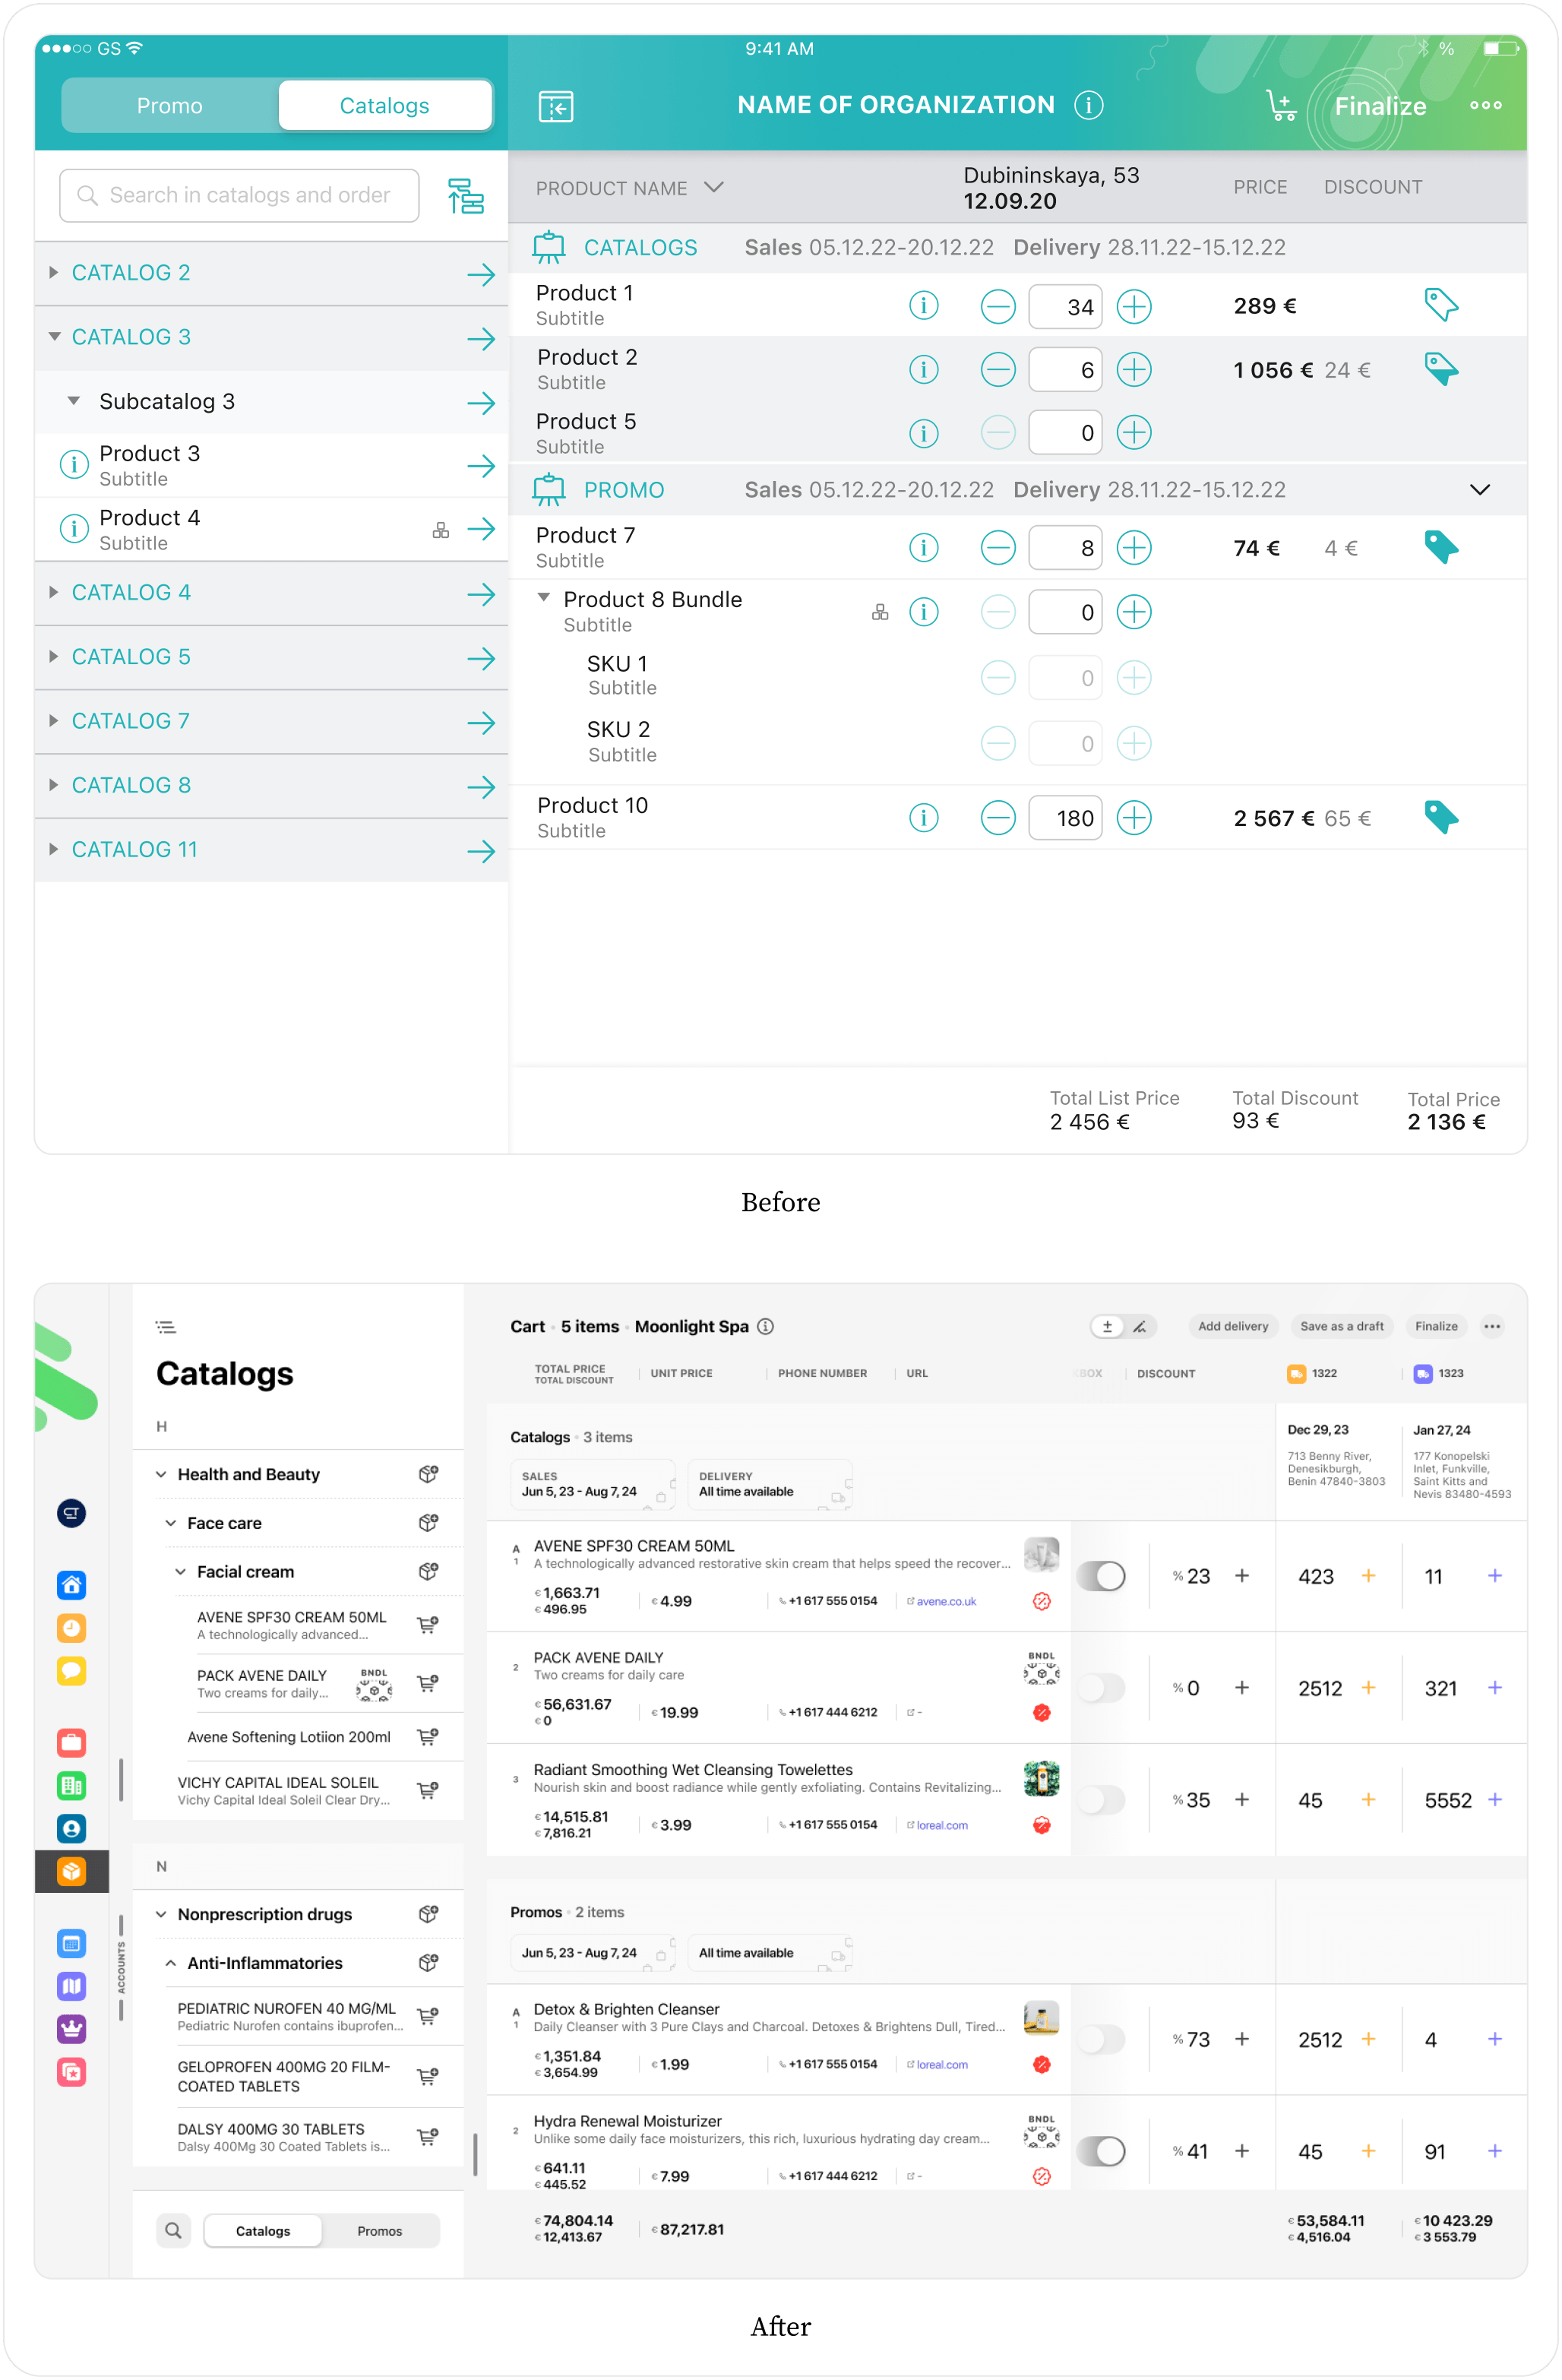 GS
9:41 AM
%
Promo
Catalogs
NAME OF ORGANIZATION
Finalize
Search in catalogs and order
CATALOG 2
CATALOG 3
Subcatalog 3
Product 3
Subtitle
Product 4
Subtitle
CATALOG 4
CATALOG 5
CATALOG 7
CATALOG 8
CATALOG 11
PRODUCT NAME
Dubininskaya, 53
12.09.20
PRICE
DISCOUNT
CATALOGS Sales 05.12.22-20.12.22 Delivery 28.11.22-15.12.22
Product 1
Subtitle
34
289 €
Product 2
Subtitle
6
1 056 € 24 €
Product 5
Subtitle
0
PROMO Sales 05.12.22-20.12.22 Delivery 28.11.22-15.12.22
Product 7
Subtitle
8
74 € 4 €
Product 8 Bundle
Subtitle
0
SKU 1
Subtitle
0
SKU 2
Subtitle
0
Product 10
Subtitle
180
2 567 € 65 €
Total List Price
2 456 €
Total Discount
93 €
Total Price
2 136 €
Before
ACCOUNTS
Catalogs
H
Health and Beauty
Face care
Facial cream
AVENE SPF30 CREAM 50ML
A technologically advanced...
PACK AVENE DAILY
Two creams for daily...
BNDL
Avene Softening Lotiion 200ml
VICHY CAPITAL IDEAL SOLEIL
Vichy Capital Ideal Soleil Clear Dry...
N
Nonprescription drugs
Anti-Inflammatories
PEDIATRIC NUROFEN 40 MG/ML
Pediatric Nurofen contains ibuprofen...
GELOPROFEN 400MG 20 FILM-
COATED TABLETS
DALSY 400MG 30 TABLETS
Dalsy 400Mg 30 Coated Tablets is...
Catalogs
Promos
Cart • 5 items • Moonlight Spa
Add delivery
Save as a draft
Finalize
TOTAL PRICE
TOTAL DISCOUNT
UNIT PRICE
PHONE NUMBER
URL
BOX
DISCOUNT
1322
1323
Catalogs • 3 items
SALES
Jun 5, 23 - Aug 7, 24
DELIVERY
All time available
Dec 29, 23
713 Benny River,
Denesikburgh,
Benin 47840-3803
Jan 27, 24
177 Konopelski
Inlet, Funkville,
Saint Kitts and
Nevis 83480-4593
A
1
AVENE SPF30 CREAM 50ML
A technologically advanced restorative skin cream that helps speed the recover...
€ 1,663.71
€ 496.95
€ 4.99
+1 617 555 0154
avene.co.uk
% 23 +
423 +
11 +
2
PACK AVENE DAILY
Two creams for daily care
BNDL
€ 56,631.67
€ 0
€ 19.99
+1 617 444 6212
-
% 0 +
2512 +
321 +
3
Radiant Smoothing Wet Cleansing Towelettes
Nourish skin and boost radiance while gently exfoliating. Contains Revitalizing...
€ 14,515.81
€ 7,816.21
€ 3.99
+1 617 555 0154
loreal.com
% 35 +
45 +
5552 +
Promos • 2 items
Jun 5, 23 - Aug 7, 24
All time available
A
1
Detox & Brighten Cleanser
Daily Cleanser with 3 Pure Clays and Charcoal. Detoxes & Brightens Dull, Tired...
€ 1,351.84
€ 3,654.99
€ 1.99
+1 617 555 0154
loreal.com
% 73 +
2512 +
4 +
2
Hydra Renewal Moisturizer
Unlike some daily face moisturizers, this rich, luxurious hydrating day cream...
BNDL
€ 641.11
€ 445.52
€ 7.99
+1 617 444 6212
-
% 41 +
45 +
91 +
€ 74,804.14
€ 12,413.67
€ 87,217.81
€ 53,584.11
€ 4,516.04
€ 10 423.29
€ 3 553.79
After